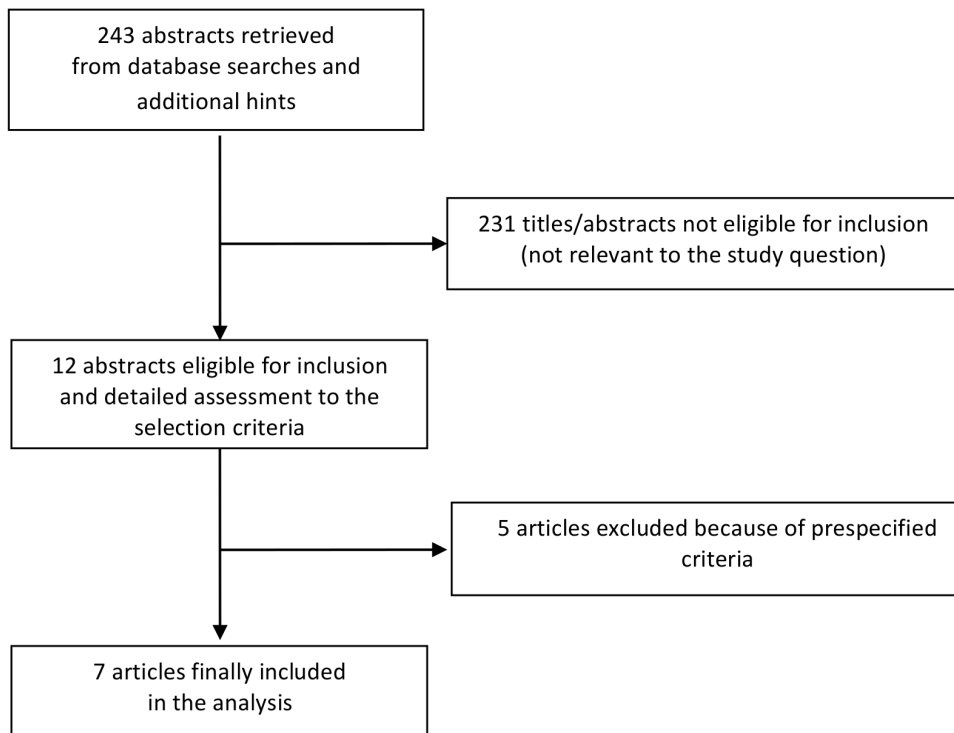 243 abstracts retrieved
from database searches and
additional hints
231 titles/abstracts not eligible for inclusion
(not relevant to the study question)
12 abstracts eligible for inclusion
and detailed assessment to the
selection criteria
5 articles excluded because of prespecified
criteria
7 articles finally included
in the analysis